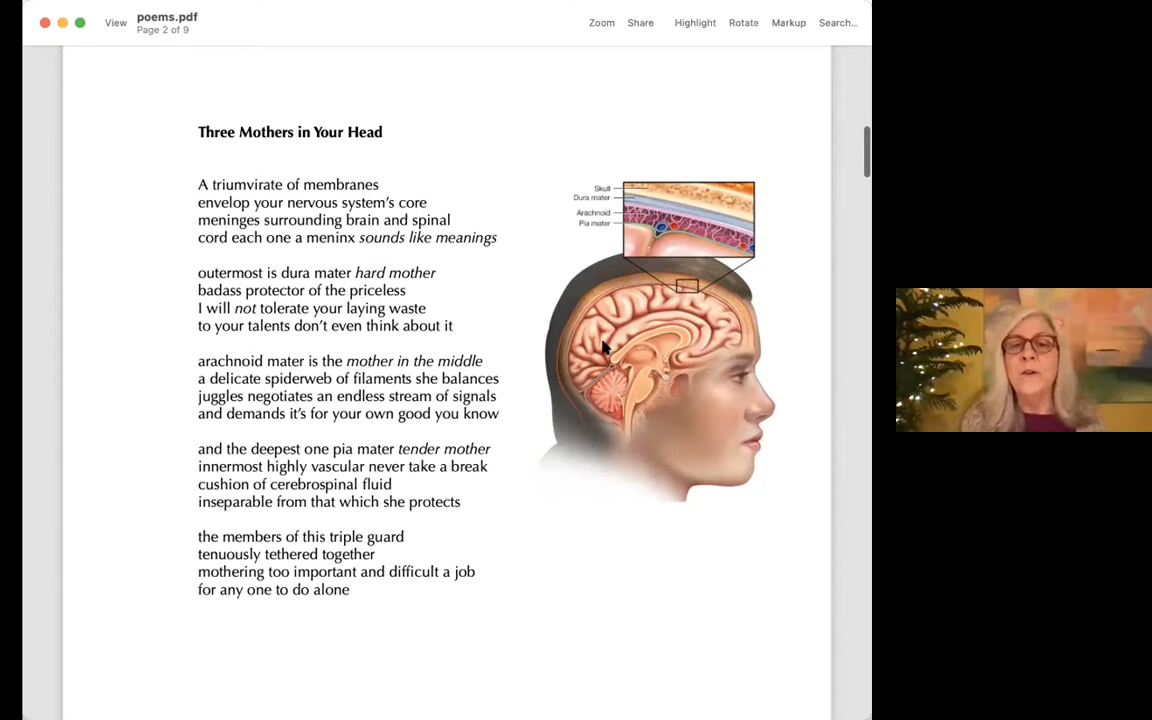 View
poems.pdf
Page 2 of 9
Zoom
Share
Highlight
Rotate
Markup
Search...
Three Mothers in Your Head
A triumvirate of membranes
envelop your nervous system’s core
meninges surrounding brain and spinal
cord each one a meninx sounds like meanings
outermost is dura mater hard mother
badass protector of the priceless
I will not tolerate your laying waste
to your talents don’t even think about it
arachnoid mater is the mother in the middle
a delicate spiderweb of filaments she balances
juggles negotiates an endless stream of signals
and demands it’s for your own good you know
and the deepest one pia mater tender mother
innermost highly vascular never take a break
cushion of cerebrospinal fluid
inseparable from that which she protects
the members of this triple guard
tenuously tethered together
mothering too important and difficult a job
for any one to do alone
Skull
Dura mater
Arachnoid
Pia mater